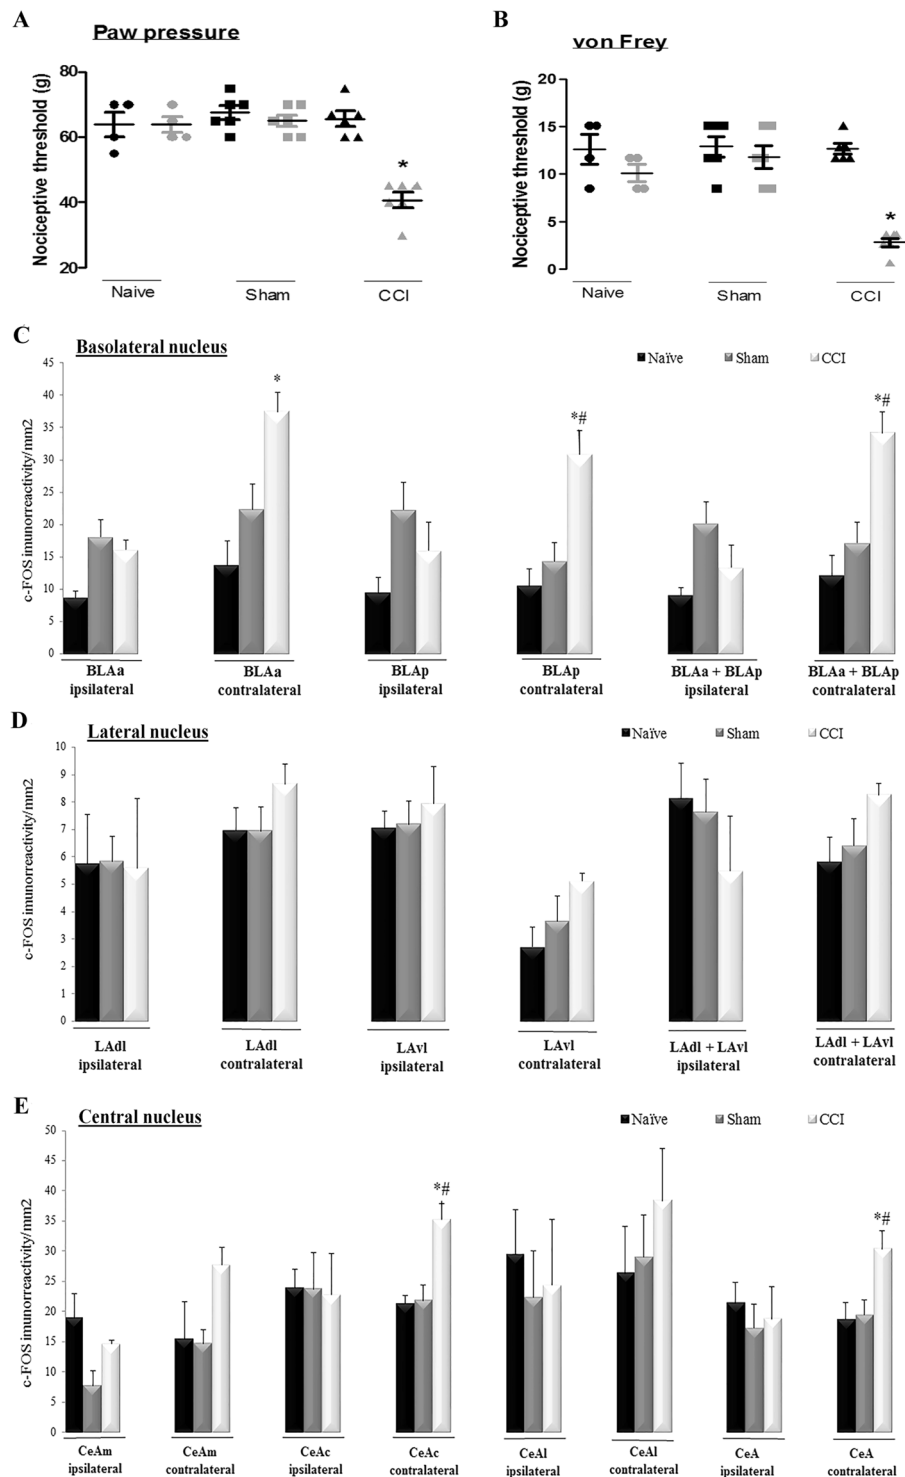 A
Paw pressure
Nociceptive threshold (g)
80
60
40
20
*
Naive
Sham
CCI
B
von Frey
Nociceptive threshold (g)
20
15
10
5
0
*
Naive
Sham
CCI
C
Basolateral nucleus
Naïve
Sham
CCI
c-FOS imunorreactivity/mm2
45
40
35
30
25
20
15
10
5
0
*
*#
*#
BLAa
ipsilateral
BLAa
contralateral
BLAp
ipsilateral
BLAp
contralateral
BLAa + BLAp
ipsilateral
BLAa + BLAp
contralateral
D
Lateral nucleus
Naïve
Sham
CCI
c-FOS imunorreactivity/mm2
10
9
8
7
6
5
4
3
2
1
0
LAdl
ipsilateral
LAdl
contralateral
LAvl
ipsilateral
LAvl
contralateral
LAdl + LAvl
ipsilateral
LAdl + LAvl
contralateral
E
Central nucleus
Naïve
Sham
CCI
c-FOS imunorreactivity/mm2
50
45
40
35
30
25
20
15
10
5
0
*#
*#
CeAm
ipsilateral
CeAm
contralateral
CeAc
ipsilateral
CeAc
contralateral
CeAl
ipsilateral
CeAl
contralateral
CeA
ipsilateral
CeA
contralateral